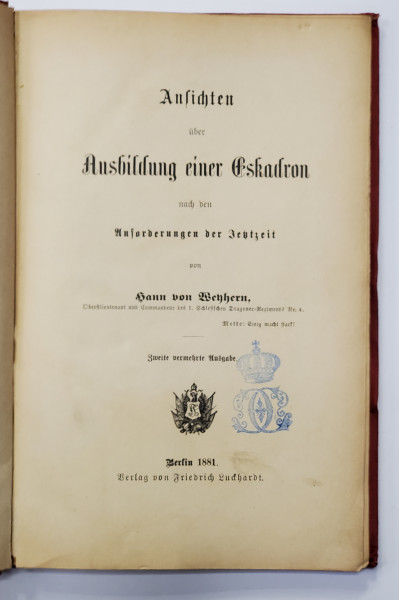 Ansichten
über
Ausbildung einer Eskadron
nach den
Anforderungen der Jetztzeit
von
Hann von Weyhern,
Oberstlieutenant und Commandeur des 1. Schlesischen Dragoner-Regiments Nr. 4.
Motto: Einig macht stark!
Zweite vermehrte Ausgabe.
Berlin 1881.
Verlag von Friedrich Luckhardt.